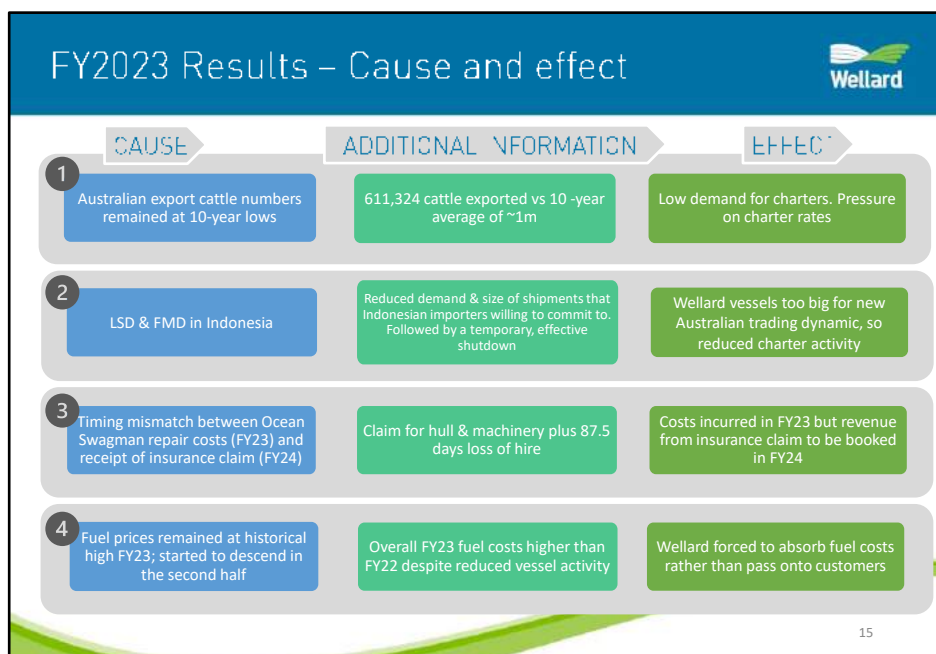 FY2023 Results – Cause and effect
Wellard
CAUSE
ADDITIONAL INFORMATION
EFFECT
1
Australian export cattle numbers
remained at 10-year lows
611,324 cattle exported vs 10 -year
average of ~1m
Low demand for charters. Pressure
on charter rates
2
LSD & FMD in Indonesia
Reduced demand & size of shipments that
Indonesian importers willing to commit to.
Followed by a temporary, effective
shutdown
Wellard vessels too big for new
Australian trading dynamic, so
reduced charter activity
3
Timing mismatch between Ocean
Swagman repair costs (FY23) and
receipt of insurance claim (FY24)
Claim for hull & machinery plus 87.5
days loss of hire
Costs incurred in FY23 but revenue
from insurance claim to be booked
in FY24
4
Fuel prices remained at historical
high FY23; started to descend in
the second half
Overall FY23 fuel costs higher than
FY22 despite reduced vessel activity
Wellard forced to absorb fuel costs
rather than pass onto customers
15